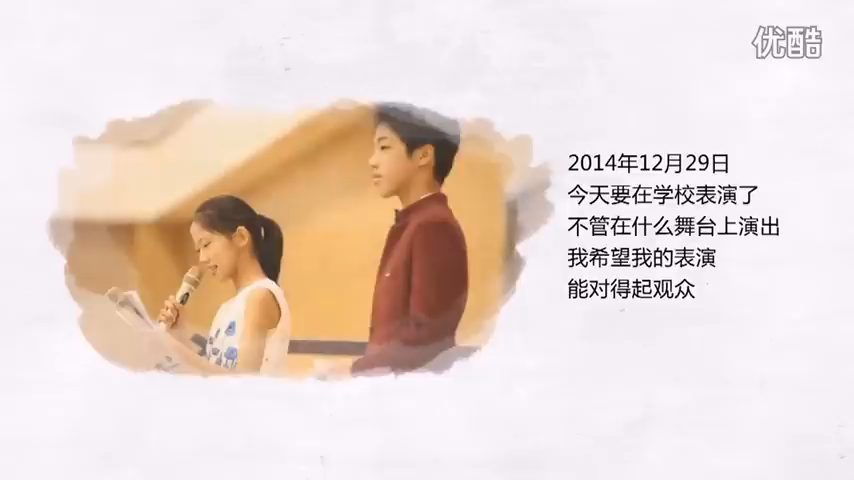 优酷
2014年12月29日
今天要在学校表演了
不管在什么舞台上演出
我希望我的表演
能对得起观众